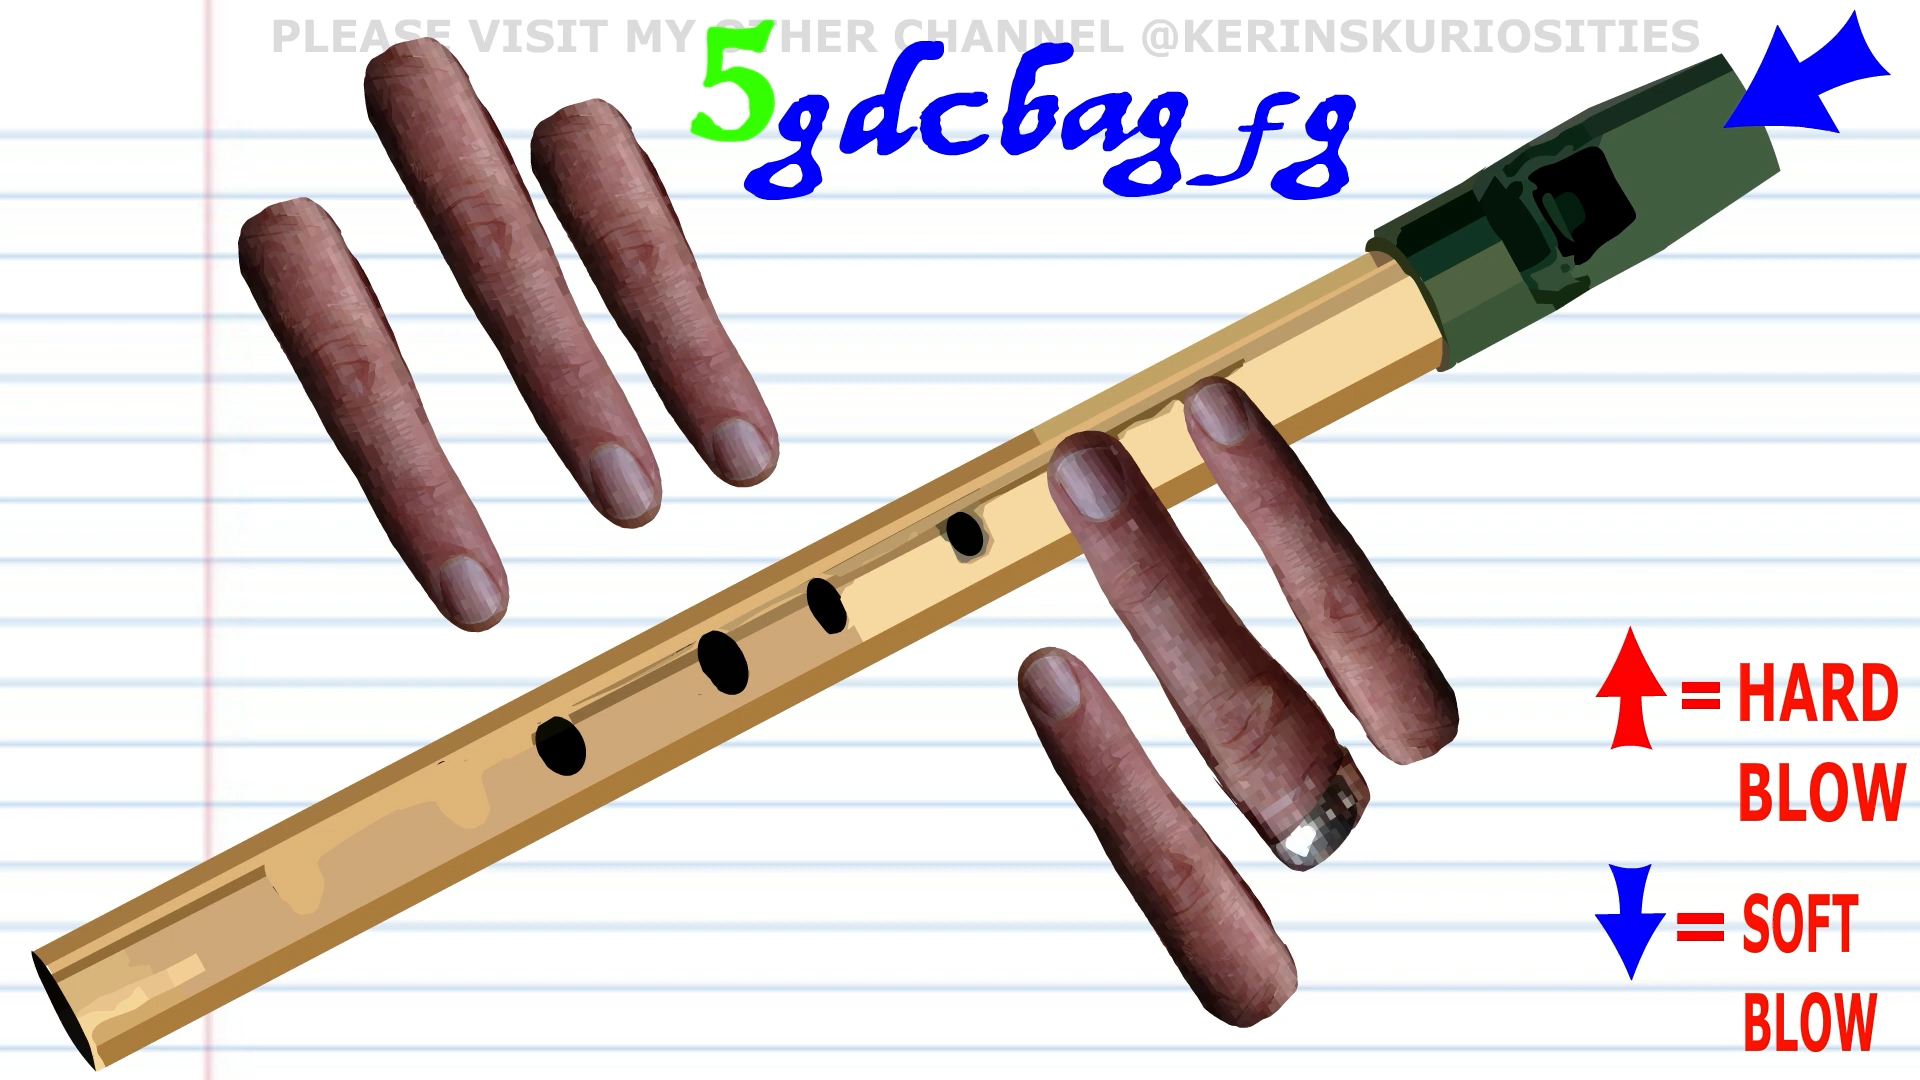 PLEASE VISIT MY OTHER CHANNEL @KERINSKURIOSITIES
5gdcbag fg
= HARD
BLOW
= SOFT
BLOW